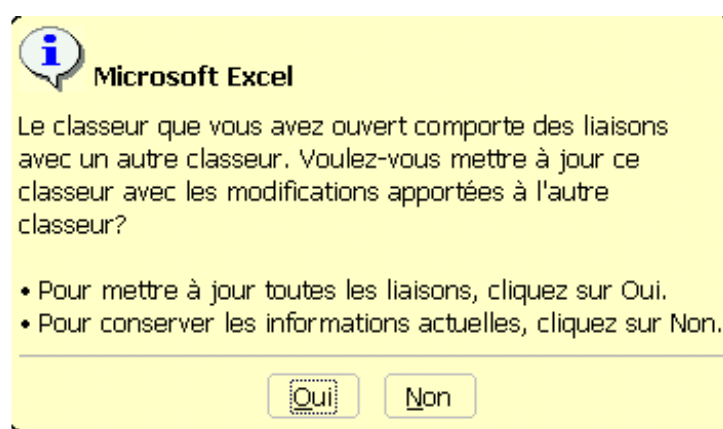 Microsoft Excel
Le classeur que vous avez ouvert comporte des liaisons
avec un autre classeur. Voulez-vous mettre à jour ce
classeur avec les modifications apportées à l'autre
classeur?
• Pour mettre à jour toutes les liaisons, cliquez sur Oui.
• Pour conserver les informations actuelles, cliquez sur Non.
Oui Non